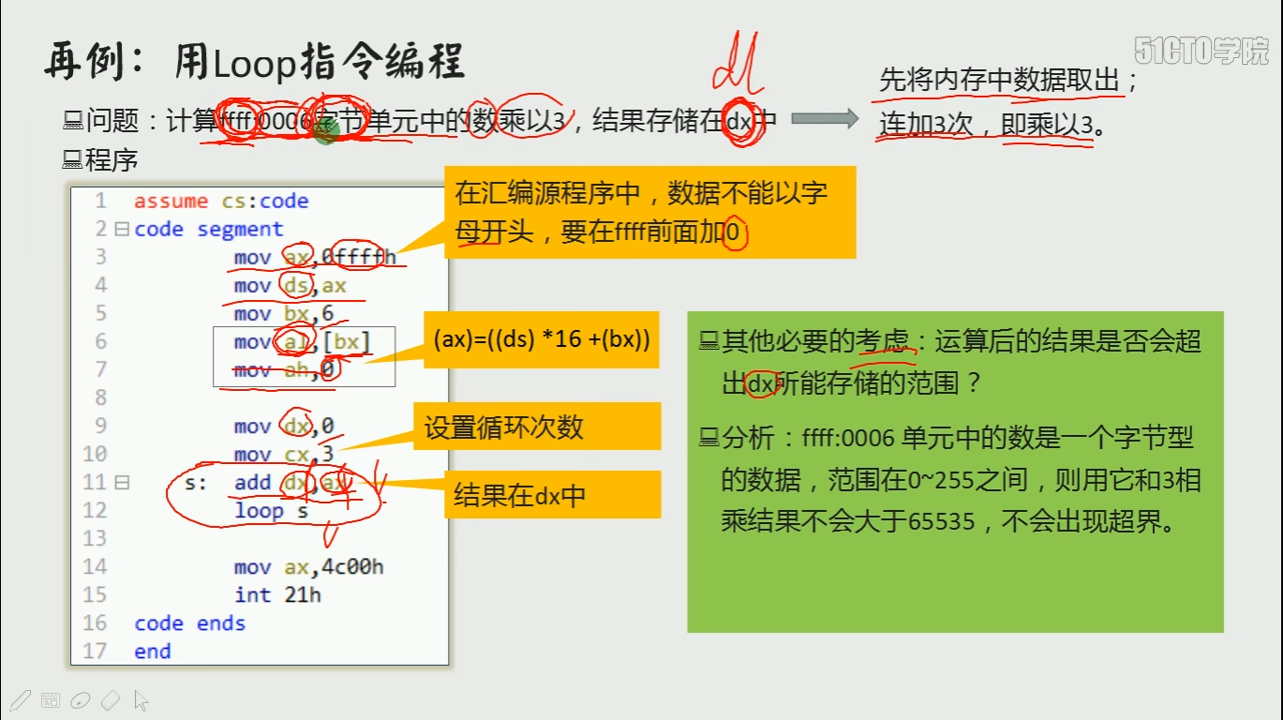 再例：用Loop指令编程
51CTO学院
dl
问题：计算ffff:0006字节单元中的数乘以3，结果存储在dx中
先将内存中数据取出；
连加3次，即乘以3。
程序
1 assume cs:code
2 code segment
3 mov ax,0ffffh
4 mov ds,ax
5 mov bx,6
6 mov al,[bx]
7 mov ah,0
8
9 mov dx,0
10 mov cx,3
11 s: add dx,ax
12 loop s
13
14 mov ax,4c00h
15 int 21h
16 code ends
17 end
在汇编源程序中，数据不能以字
母开头，要在ffff前面加0
(ax)=((ds) *16 +(bx))
设置循环次数
结果在dx中
其他必要的考虑：运算后的结果是否会超
出dx所能存储的范围？
分析：ffff:0006 单元中的数是一个字节型
的数据，范围在0~255之间，则用它和3相
乘结果不会大于65535，不会出现超界。